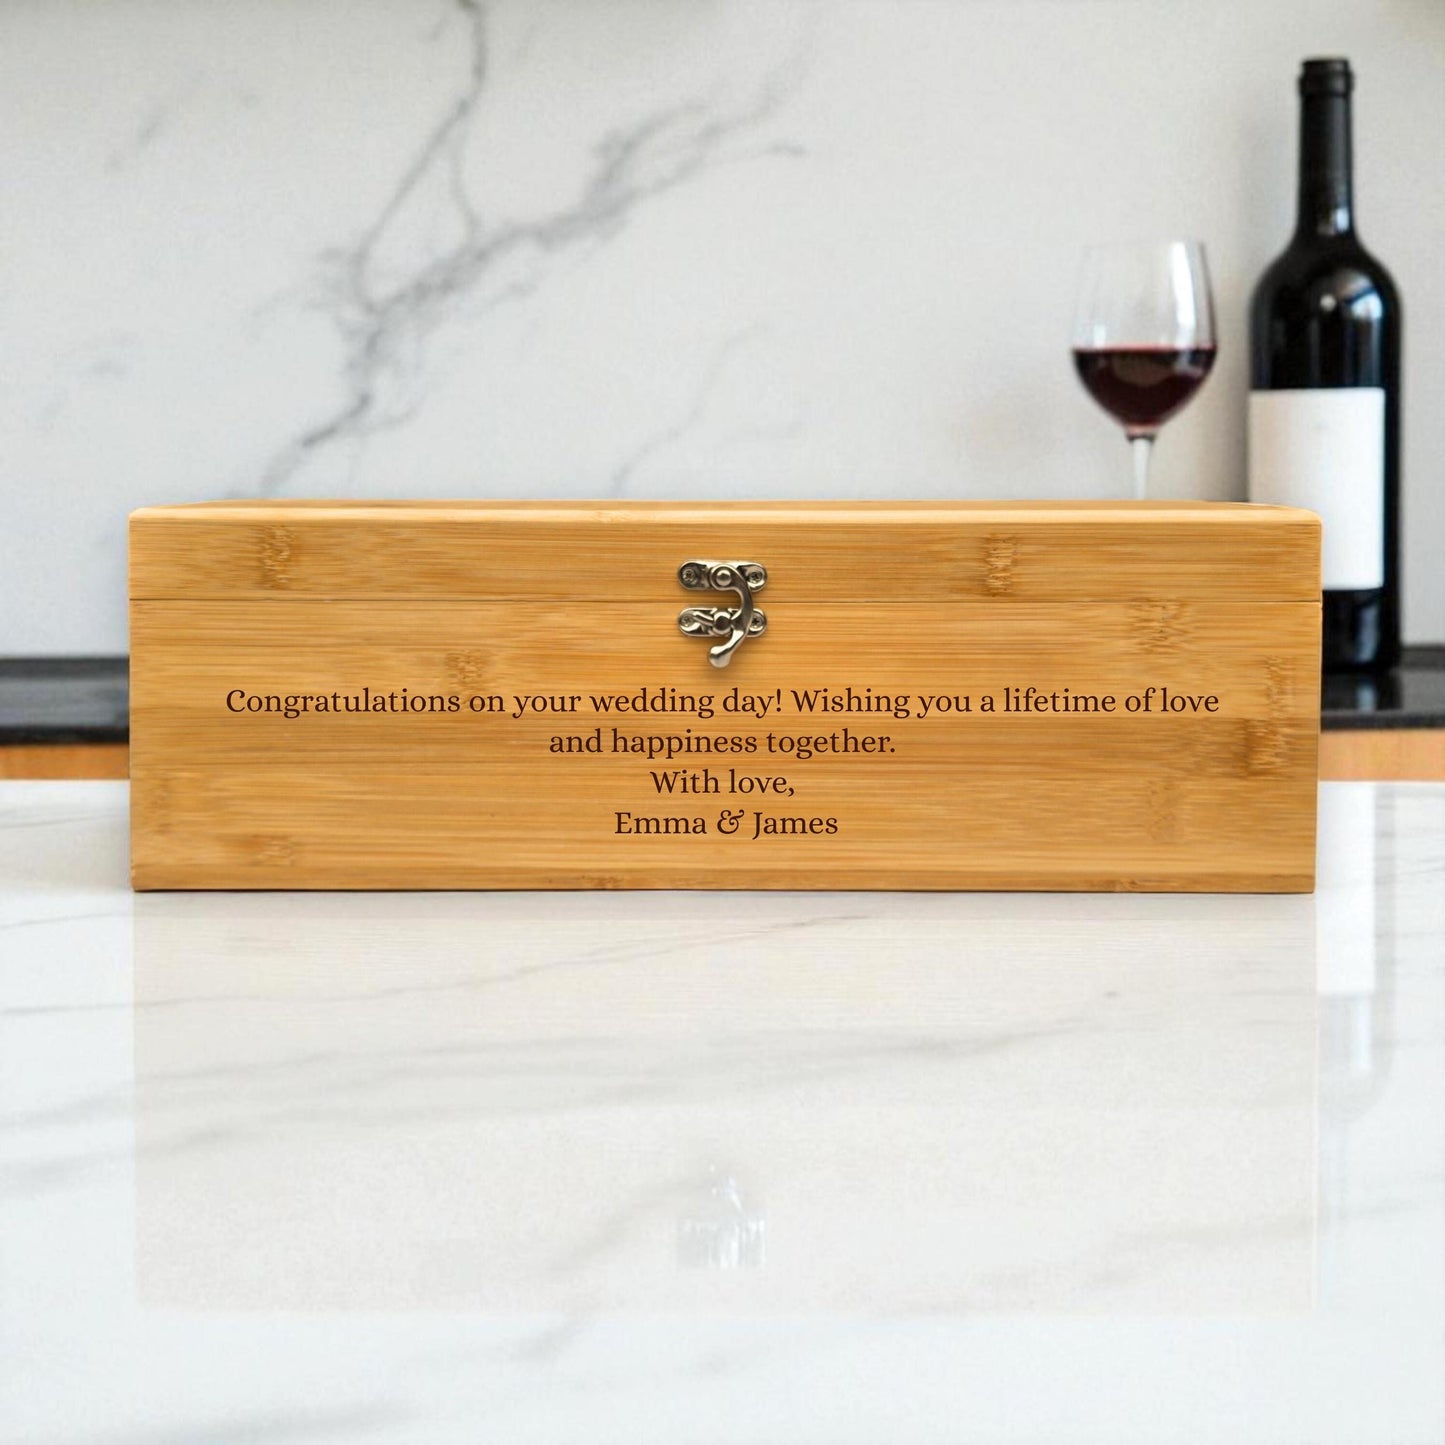 Congratulations on your wedding day! Wishing you a lifetime of love
and happiness together.
With love,
Emma & James